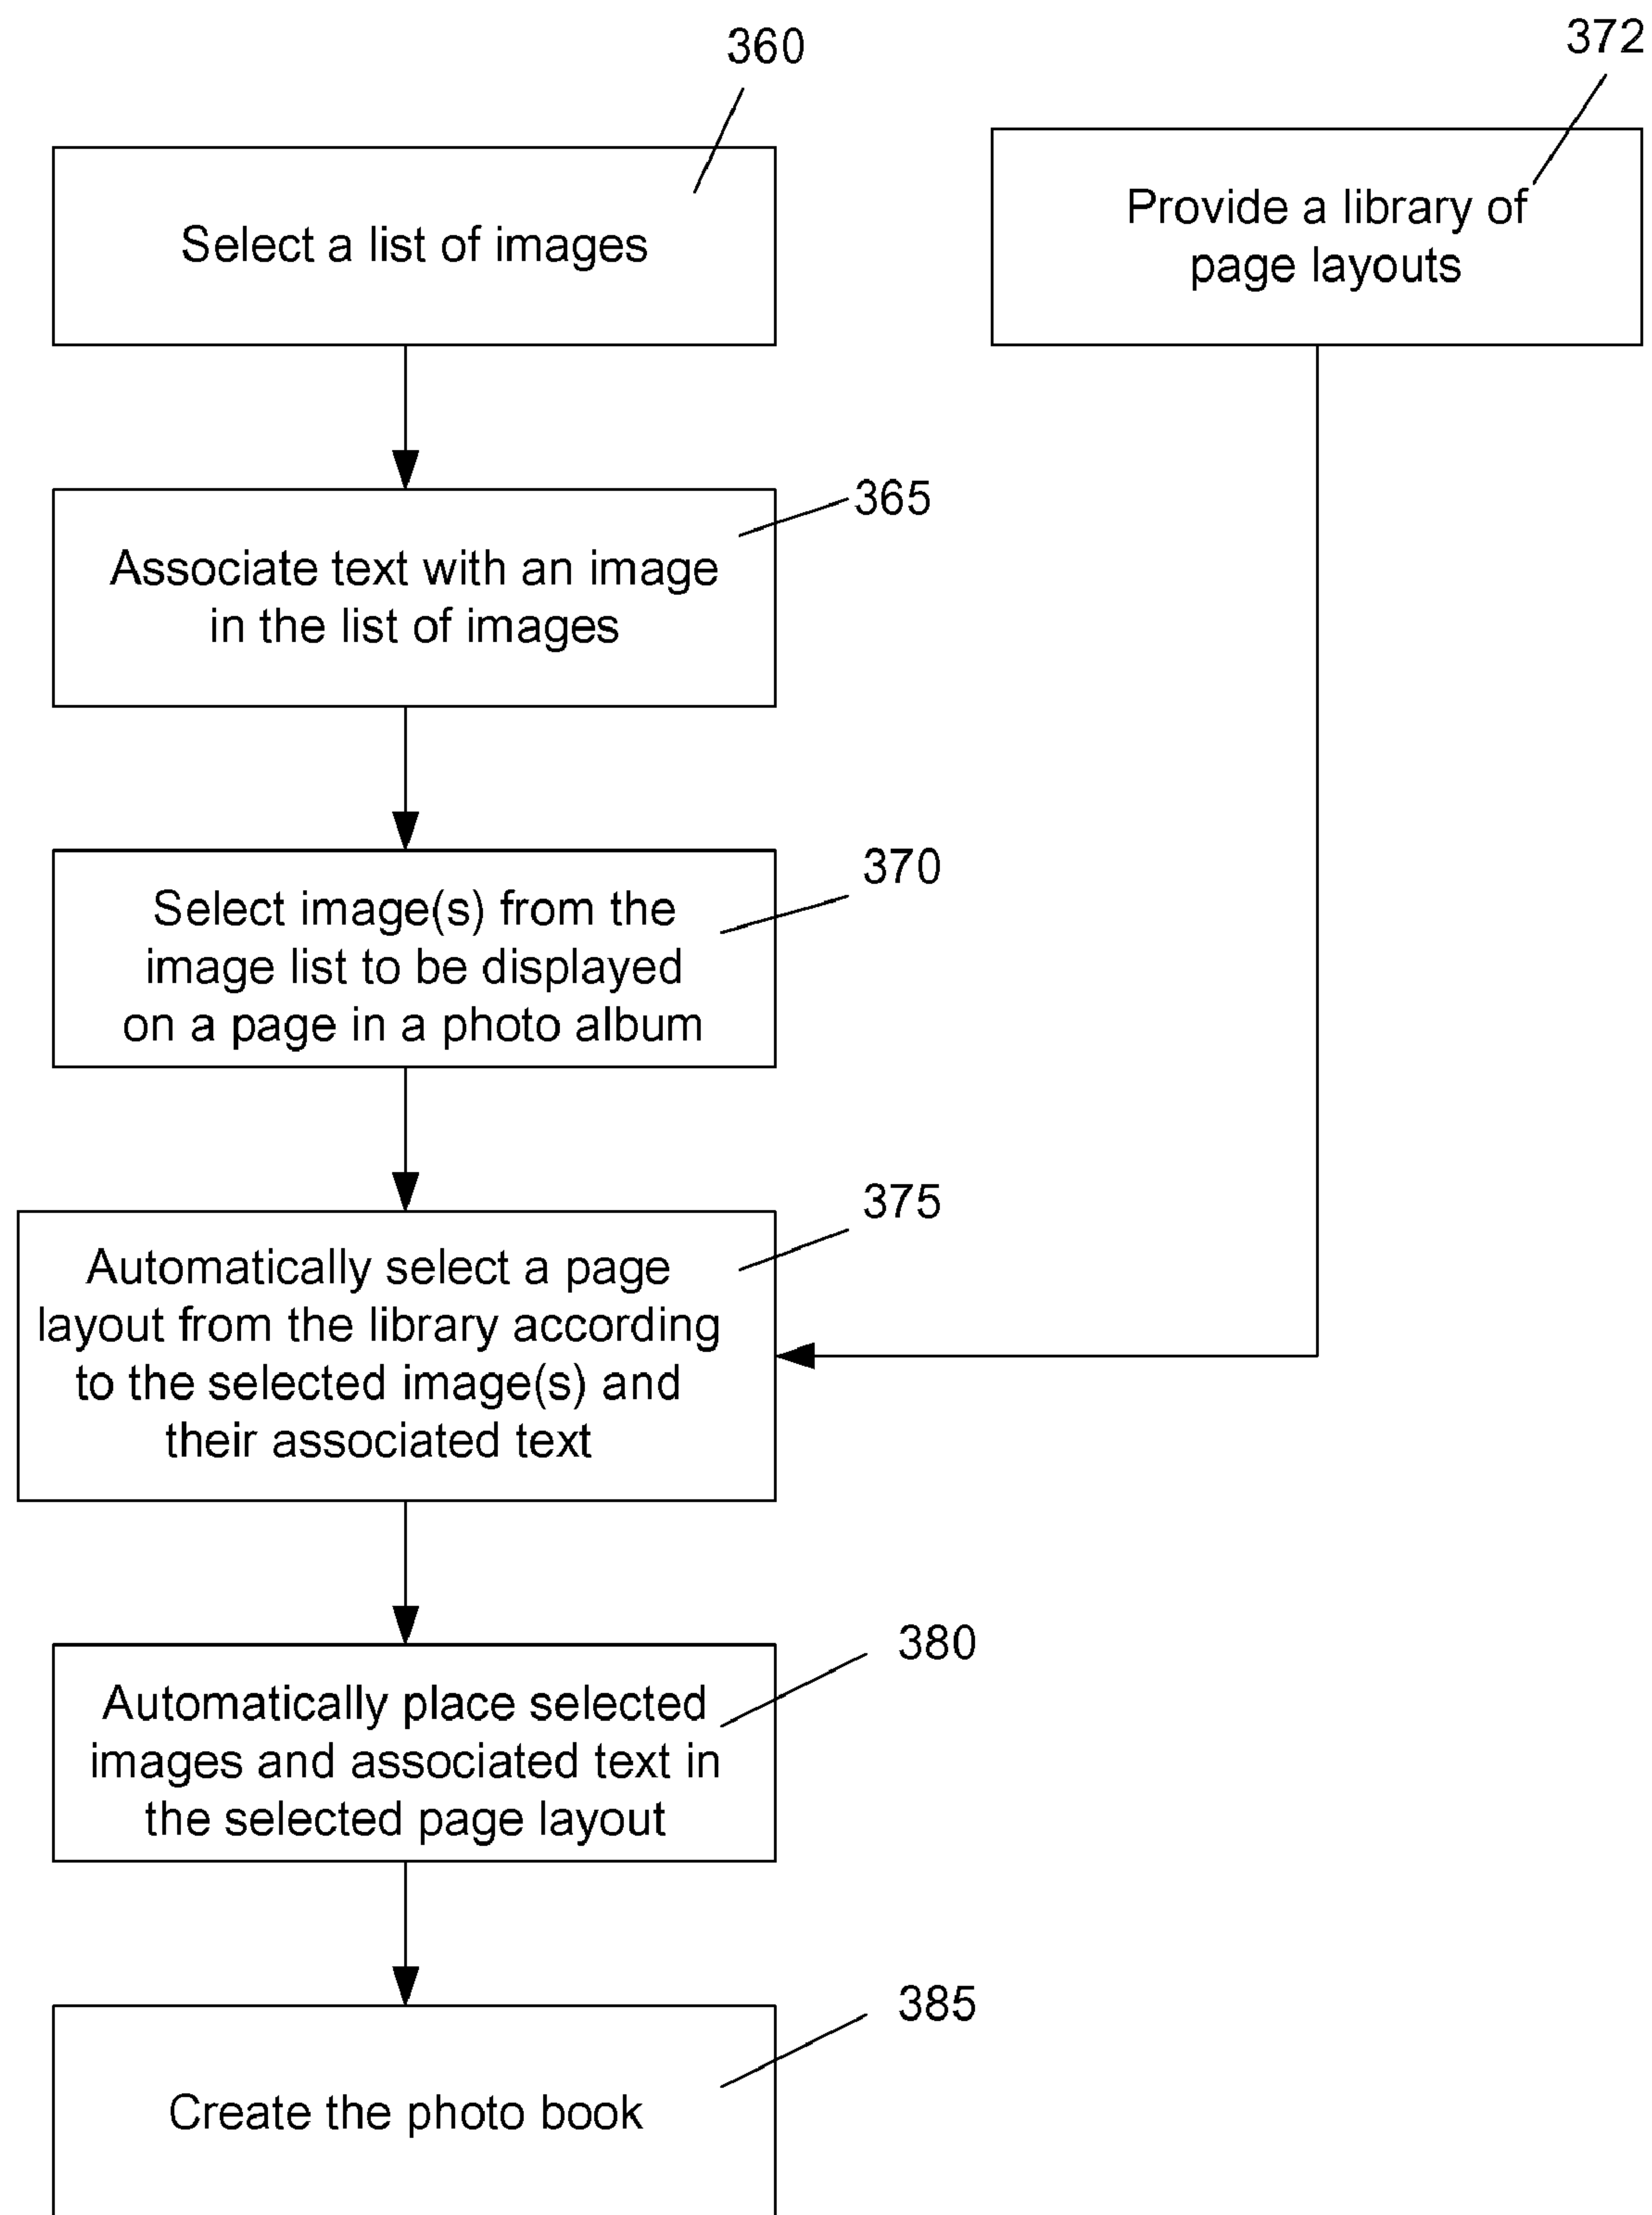 360
Select a list of images
372
Provide a library of
page layouts
365
Associate text with an image
in the list of images
370
Select image(s) from the
image list to be displayed
on a page in a photo album
375
Automatically select a page
layout from the library according
to the selected image(s) and
their associated text
380
Automatically place selected
images and associated text in
the selected page layout
385
Create the photo book